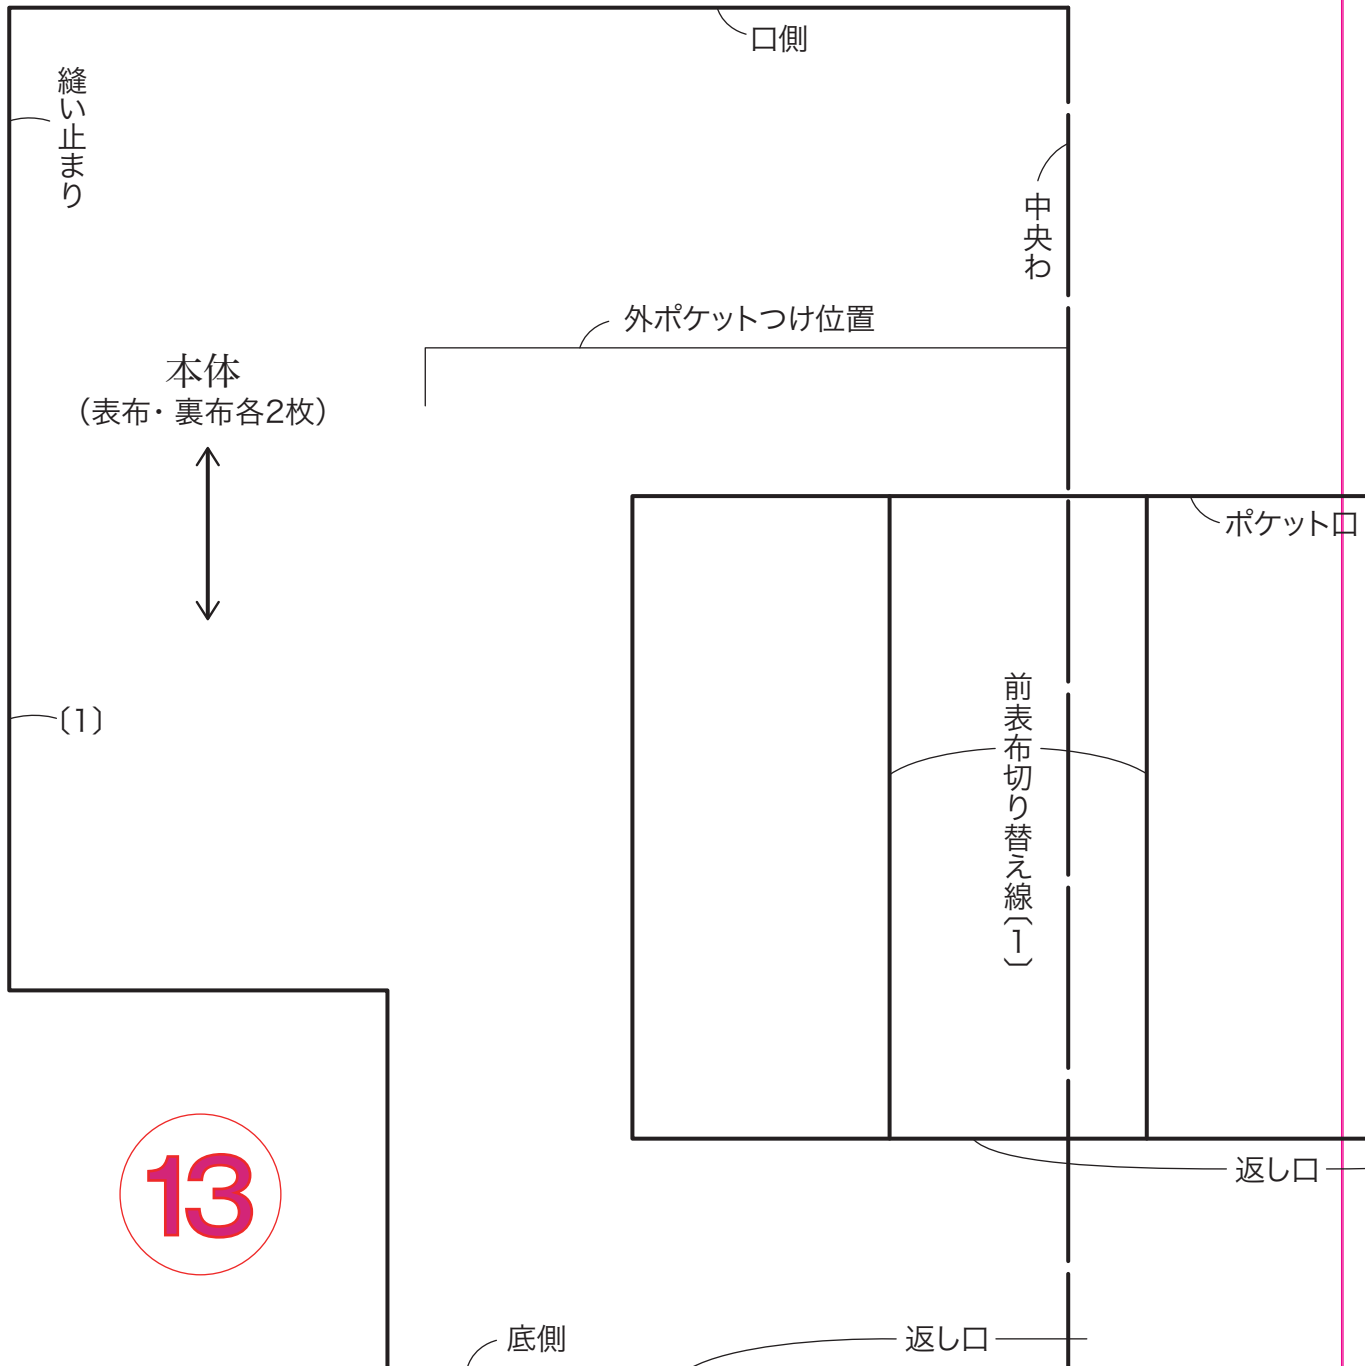 口側
縫い止まり
中央わ
外ポケットつけ位置
本体
（表布・裏布各2枚）
ポケット口
前表布切り替え線〔1〕
〔1〕
13
返し口
底側
返し口